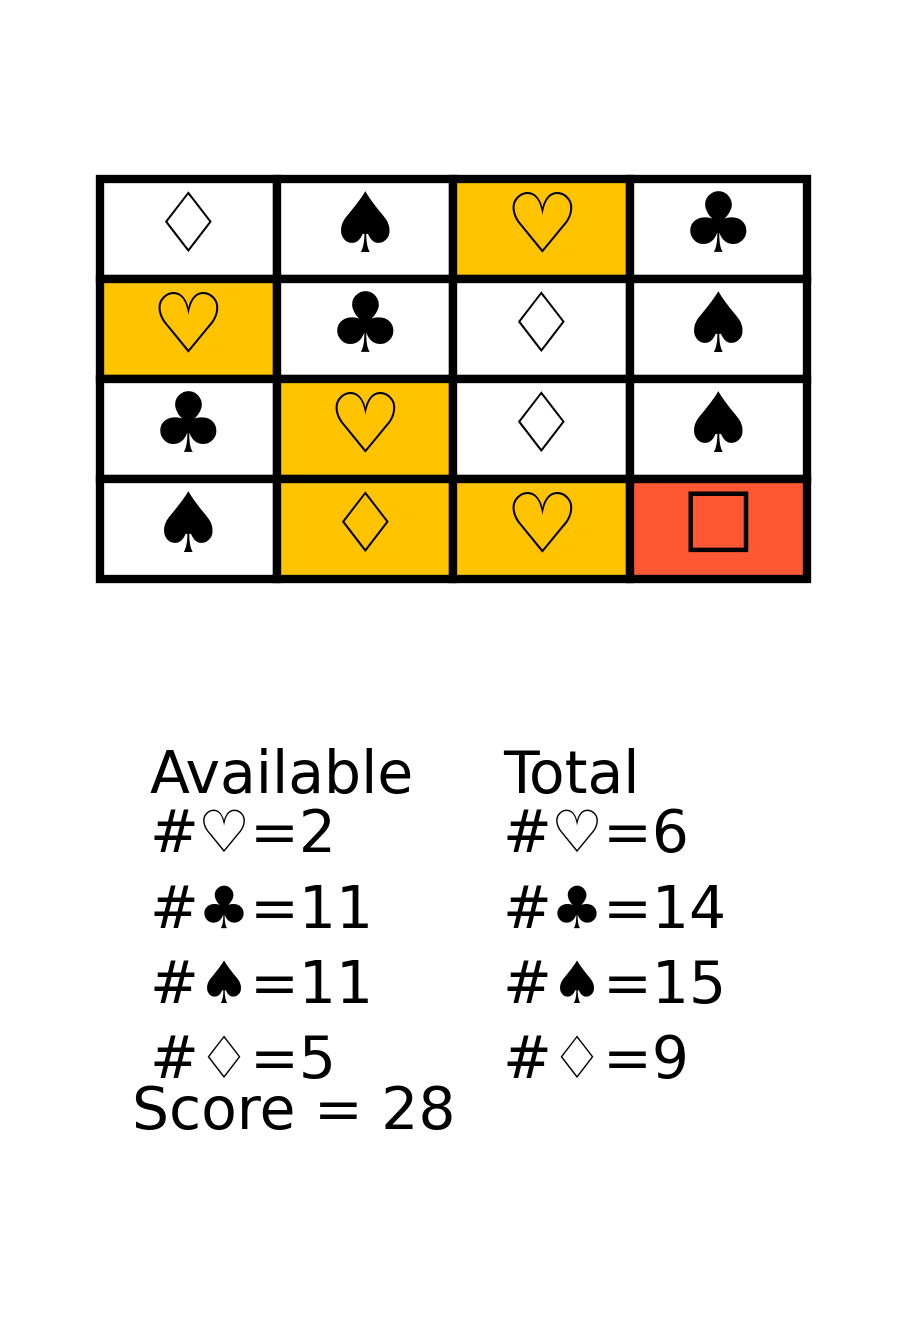 ♢ ♠ ♡ ♣
♡ ♣ ♢ ♠
♣ ♡ ♢ ♠
♠ ♢ ♡ □
Available Total
#♡=2 #♡=6
#♣=11 #♣=14
#♠=11 #♠=15
#♢=5 #♢=9
Score = 28